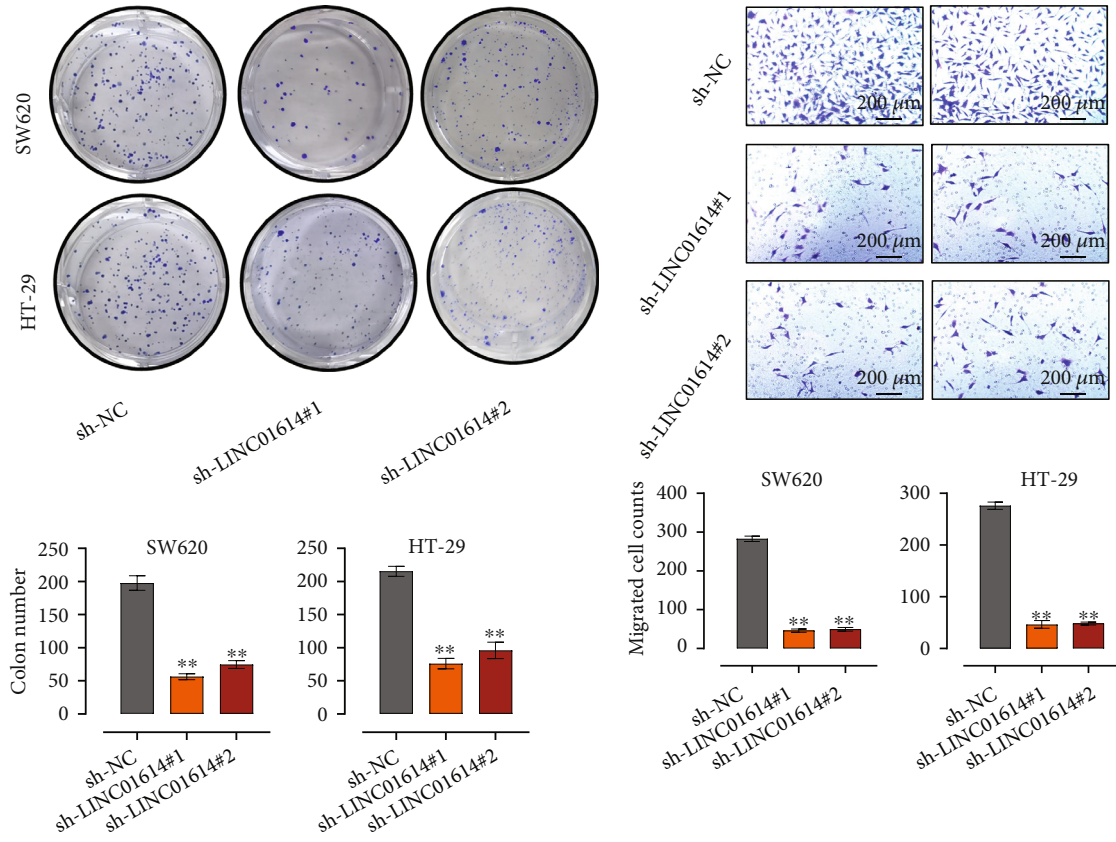 SW620
HT-29
sh-NC
sh-LINC01614#1
sh-LINC01614#2
sh-NC
200 μm
200 μm
sh-LINC01614#1
200 μm
200 μm
sh-LINC01614#2
200 μm
200 μm
Colon number
SW620
250
200
150
100
50
0
**
**
sh-NC
sh-LINC01614#1
sh-LINC01614#2
HT-29
250
200
150
100
50
0
**
**
sh-NC
sh-LINC01614#1
sh-LINC01614#2
Migrated cell counts
SW620
400
300
200
100
0
**
**
sh-NC
sh-LINC01614#1
sh-LINC01614#2
HT-29
300
200
100
0
**
**
sh-NC
sh-LINC01614#1
sh-LINC01614#2